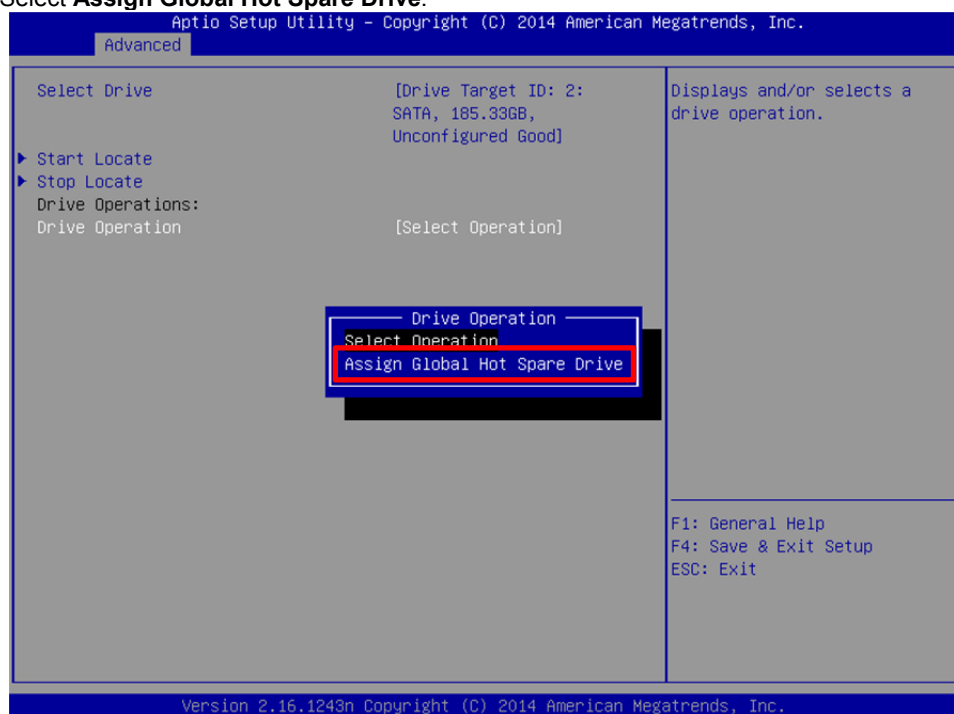 Select Assign Global Hot Spare Drive.
Aptio Setup Utility – Copyright (C) 2014 American Megatrends, Inc.
Advanced
Select Drive [Drive Target ID: 2:
SATA, 185.33GB,
Unconfigured Good]
Start Locate
Stop Locate
Drive Operations:
Drive Operation [Select Operation]
Drive Operation
Select Operation
Assign Global Hot Spare Drive
Displays and/or selects a
drive operation.
F1: General Help
F4: Save & Exit Setup
ESC: Exit
Version 2.16.1243n Copyright (C) 2014 American Megatrends, Inc.